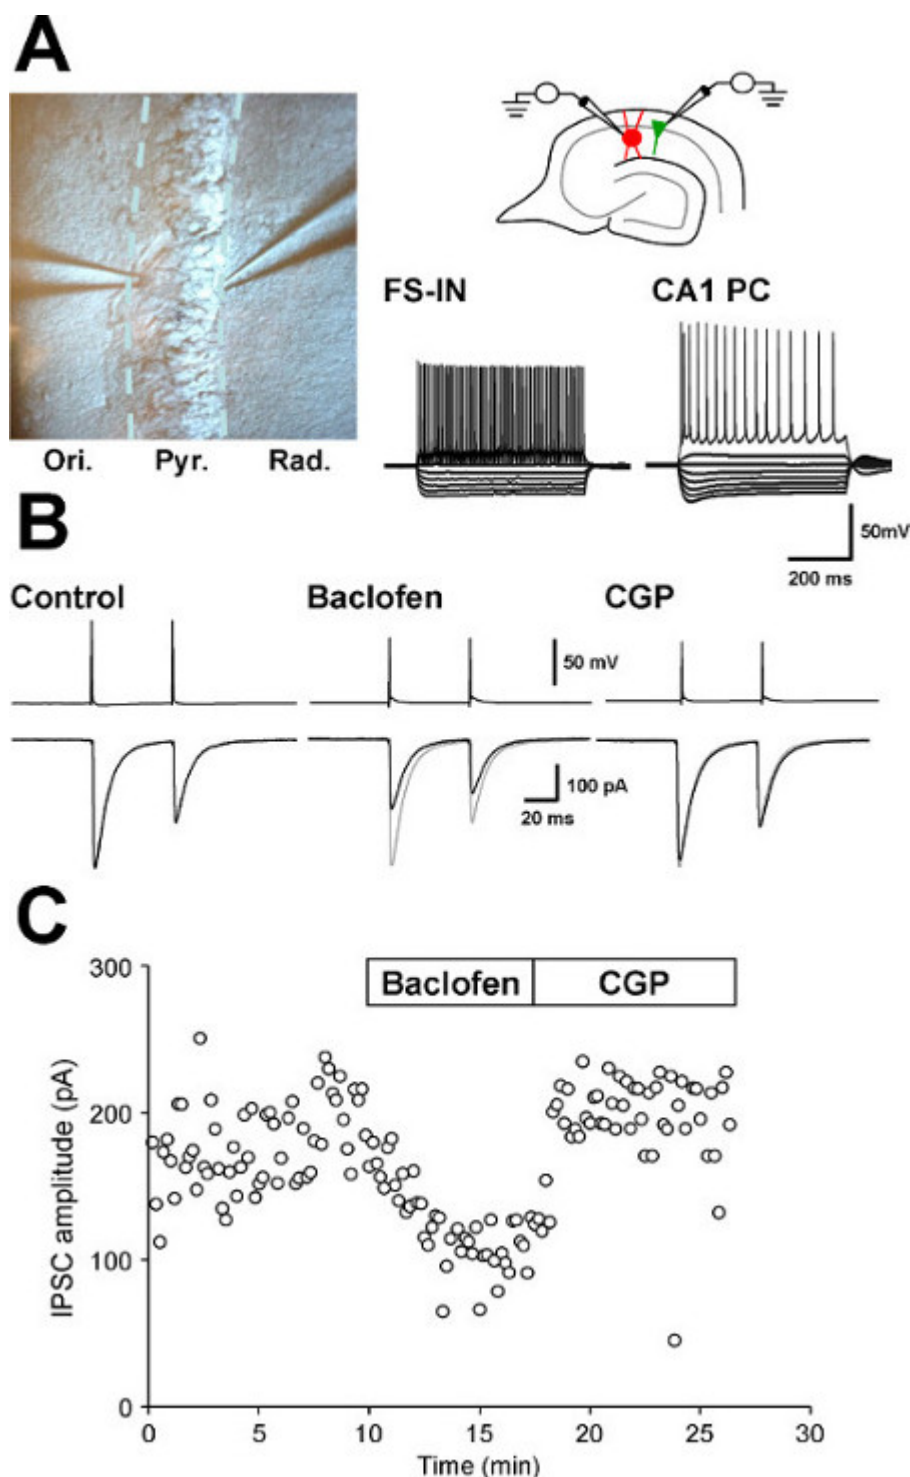 A
FS-IN CA1 PC
Ori. Pyr. Rad.
50mV
200 ms
B
Control Baclofen CGP
50 mV
100 pA
20 ms
C
300
Baclofen CGP
200
IPSC amplitude (pA)
100
0
0 5 10 15 20 25 30
Time (min)